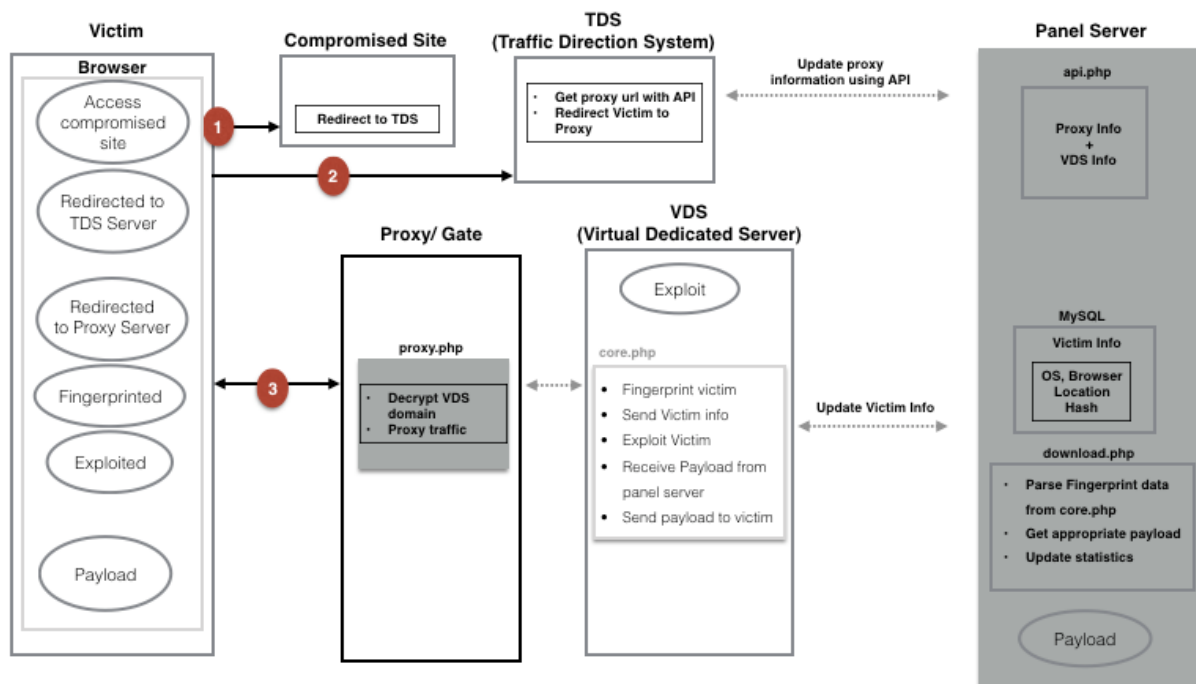 Victim
Browser
Access
compromised
site
Redirected to
TDS Server
Redirected
to Proxy Server
Fingerprinted
Exploited
Payload
1
2
3
Compromised Site
Redirect to TDS
TDS
(Traffic Direction System)
· Get proxy url with API
· Redirect Victim to
Proxy
Update proxy
information using API
Proxy/ Gate
proxy.php
· Decrypt VDS
domain
· Proxy traffic
VDS
(Virtual Dedicated Server)
Exploit
core.php
• Fingerprint victim
• Send Victim info
• Exploit Victim
• Receive Payload from
panel server
• Send payload to victim
Update Victim Info
Panel Server
api.php
Proxy Info
+
VDS Info
MySQL
Victim Info
OS, Browser
Location
Hash
download.php
· Parse Fingerprint data
from core.php
· Get appropriate payload
· Update statistics
Payload